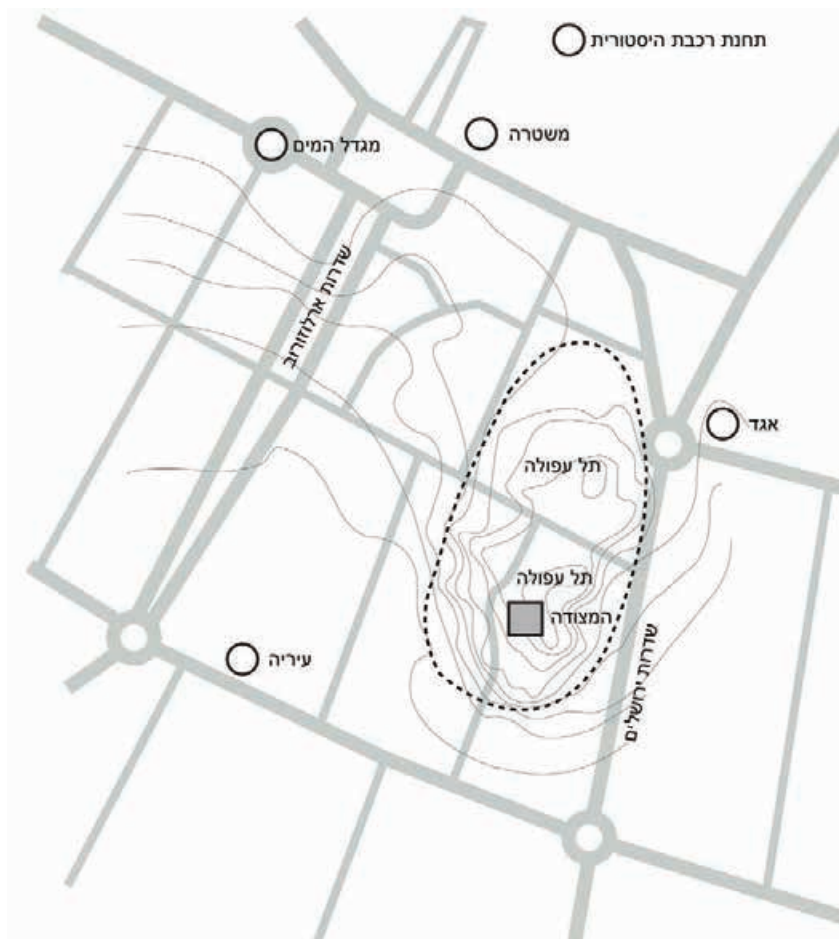 תחנת רכבת היסטורית
משטרה
מגדל המים
שדרות ארלוזורוב
אגד
תל עפולה
תל עפולה
המצודה
שדרות ירושלים
עיריה